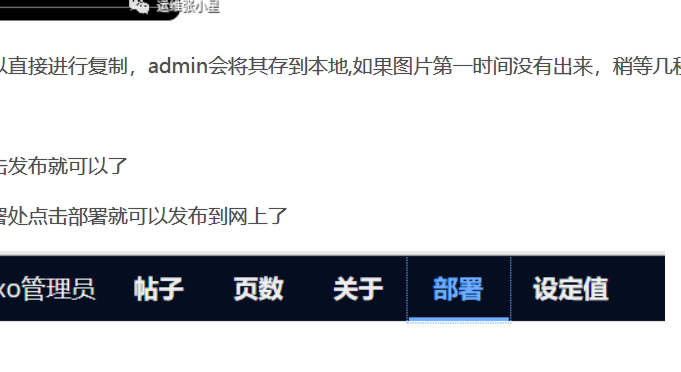 运维张小星
以直接进行复制，admin会将其存到本地,如果图片第一时间没有出来，稍等几秒
击发布就可以了
署处点击部署就可以发布到网上了
xo管理员 帖子 页数 关于 部署 设定值